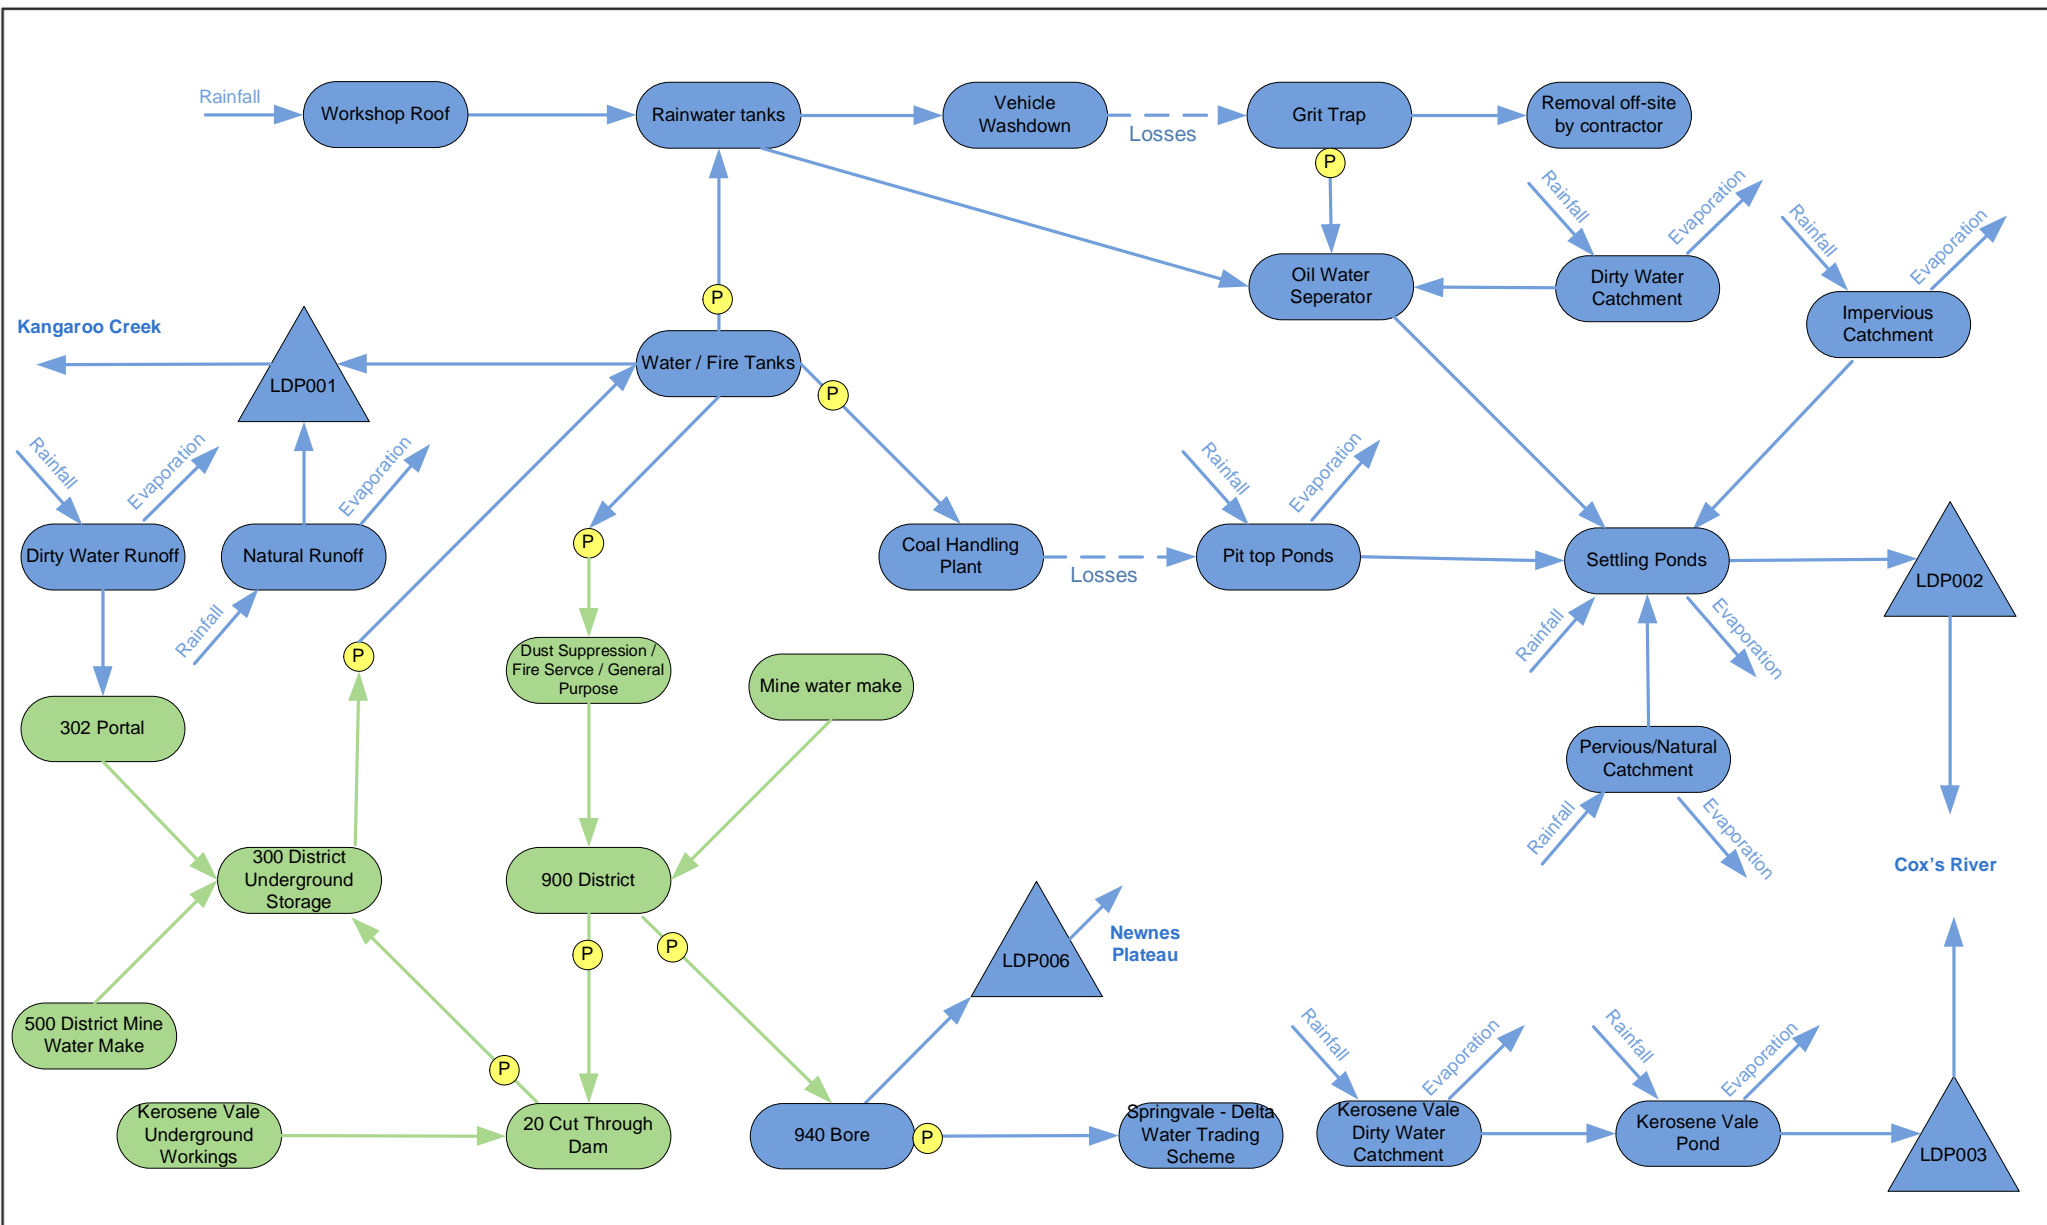 Rainfall
Workshop Roof
Rainwater tanks
Vehicle
Washdown
Losses
Grit Trap
Removal off-site
by contractor
P
Rainfall
Evaporation
Rainfall
Evaporation
Oil Water
Seperator
Dirty Water
Catchment
Impervious
Catchment
P
Kangaroo Creek
LDP001
Water / Fire Tanks
P
Rainfall
Evaporation
Evaporation
Rainfall
Evaporation
Dirty Water Runoff
Natural Runoff
P
Coal Handling
Plant
Losses
Pit top Ponds
Settling Ponds
LDP002
Rainfall
P
Rainfall
Evaporation
Dust Suppression /
Fire Servce / General
Purpose
Mine water make
302 Portal
Pervious/Natural
Catchment
Rainfall
Evaporation
300 District
Underground
Storage
900 District
Cox's River
P
P
LDP006
Newnes
Plateau
500 District Mine
Water Make
P
Rainfall
Evaporation
Rainfall
Evaporation
Kerosene Vale
Underground
Workings
20 Cut Through
Dam
940 Bore
P
Springvale - Delta
Water Trading
Scheme
Kerosene Vale
Dirty Water
Catchment
Kerosene Vale
Pond
LDP003